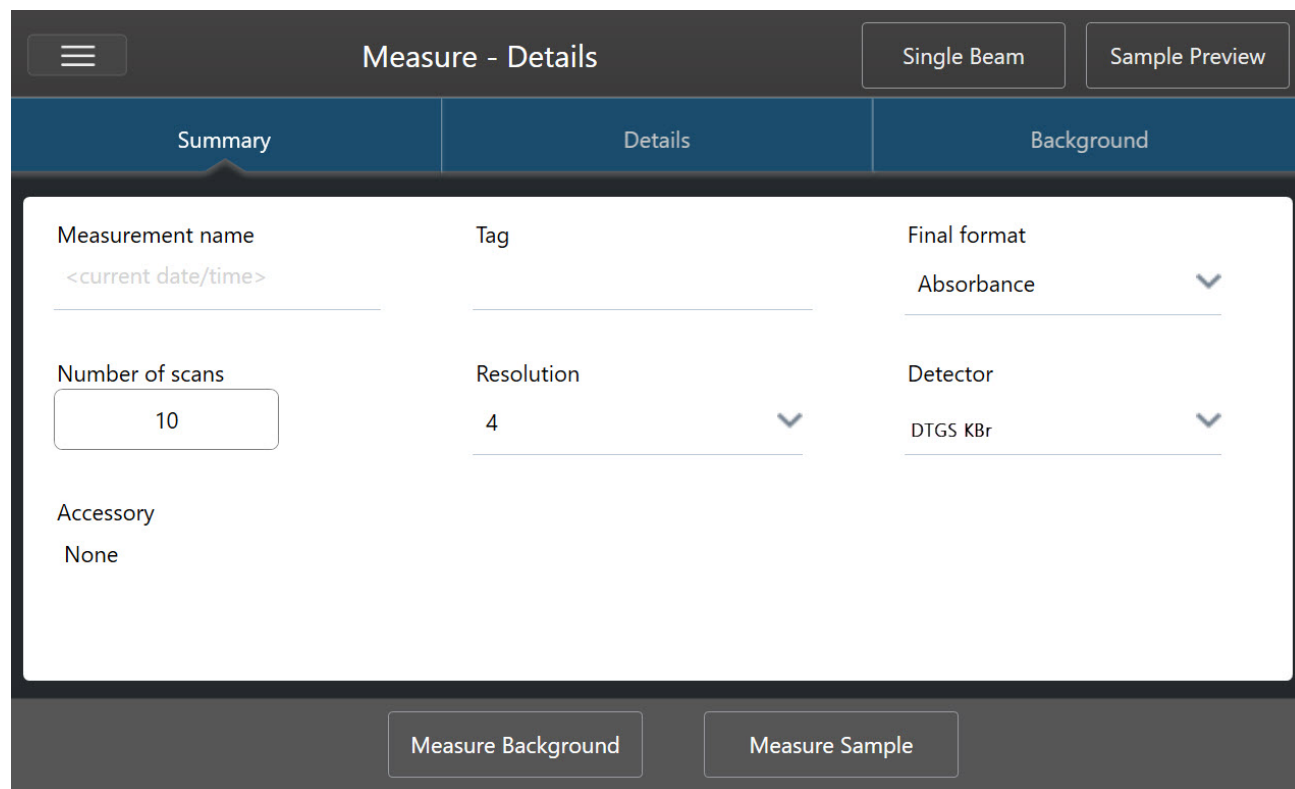 Measure - Details
Single Beam
Sample Preview
Summary
Details
Background
Measurement name
Tag
Final format
<current date/time>
Absorbance
Number of scans
Resolution
Detector
10
4
DTGS KBr
Accessory
None
Measure Background
Measure Sample